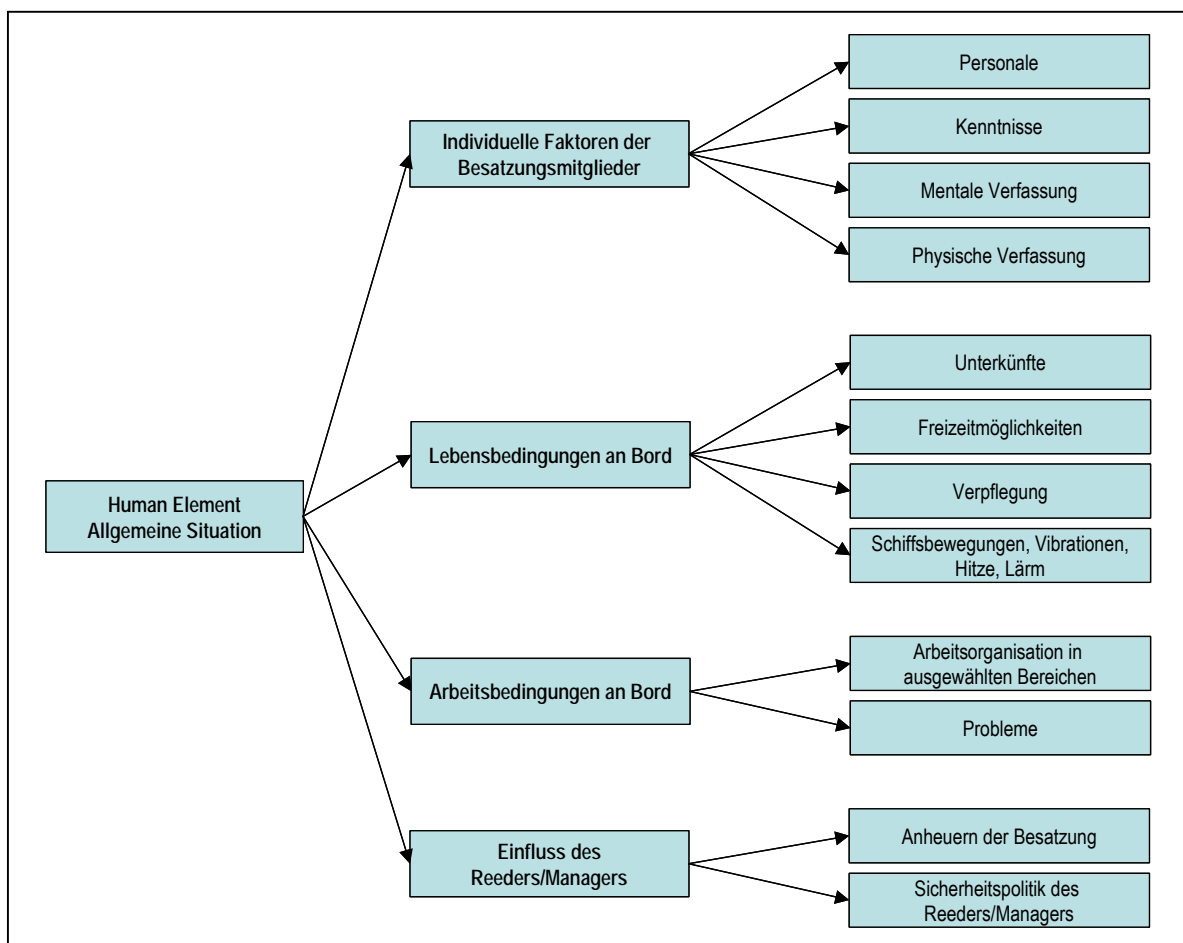 Personale
Individuelle Faktoren der
Besatzungsmitglieder
Kenntnisse
Mentale Verfassung
Physische Verfassung
Unterkünfte
Lebensbedingungen an Bord
Freizeitmöglichkeiten
Verpflegung
Schiffsbewegungen, Vibrationen,
Hitze, Lärm
Human Element
Allgemeine Situation
Arbeitsbedingungen an Bord
Arbeitsorganisation in
ausgewählten Bereichen
Probleme
Einfluss des
Reeders/Managers
Anheuern der Besatzung
Sicherheitspolitik des
Reeders/Managers